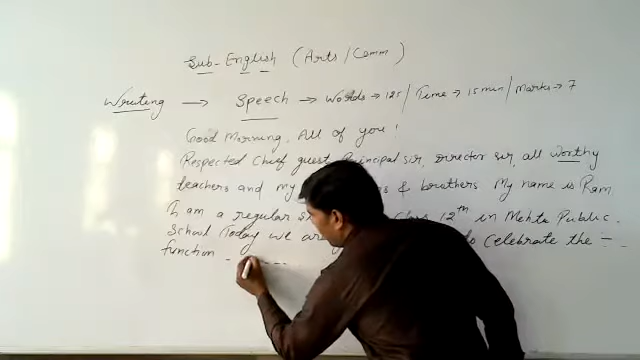 Sub-English (Arts/Comm)
Writing → Speech → Words → 125/Time → 15 min/Marks → 7
Good Morning, All of you!
Respected Chief guest Principal sir, Director sir, all worthy
teachers and my & brothers My name is Ram
I am a regular class 12th in Mehta Public
School Today we are celebrate the - -
function - - - -